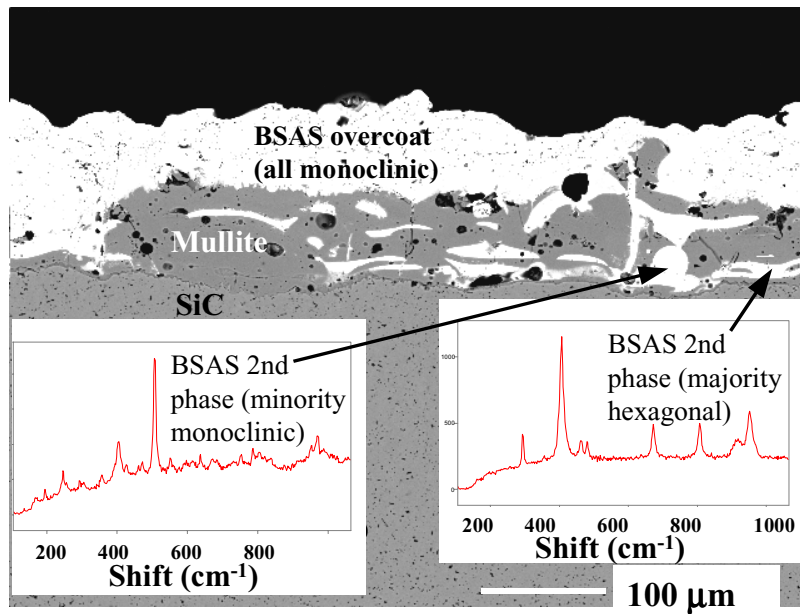 BSAS overcoat
(all monoclinic)
Mullite
SiC
BSAS 2nd
phase (minority
monoclinic)
200 400 600 800
Shift (cm-1)
BSAS 2nd
phase (majority
hexagonal)
1000
500
0
200 400 600 800 1000
Shift (cm-1)
100 µm